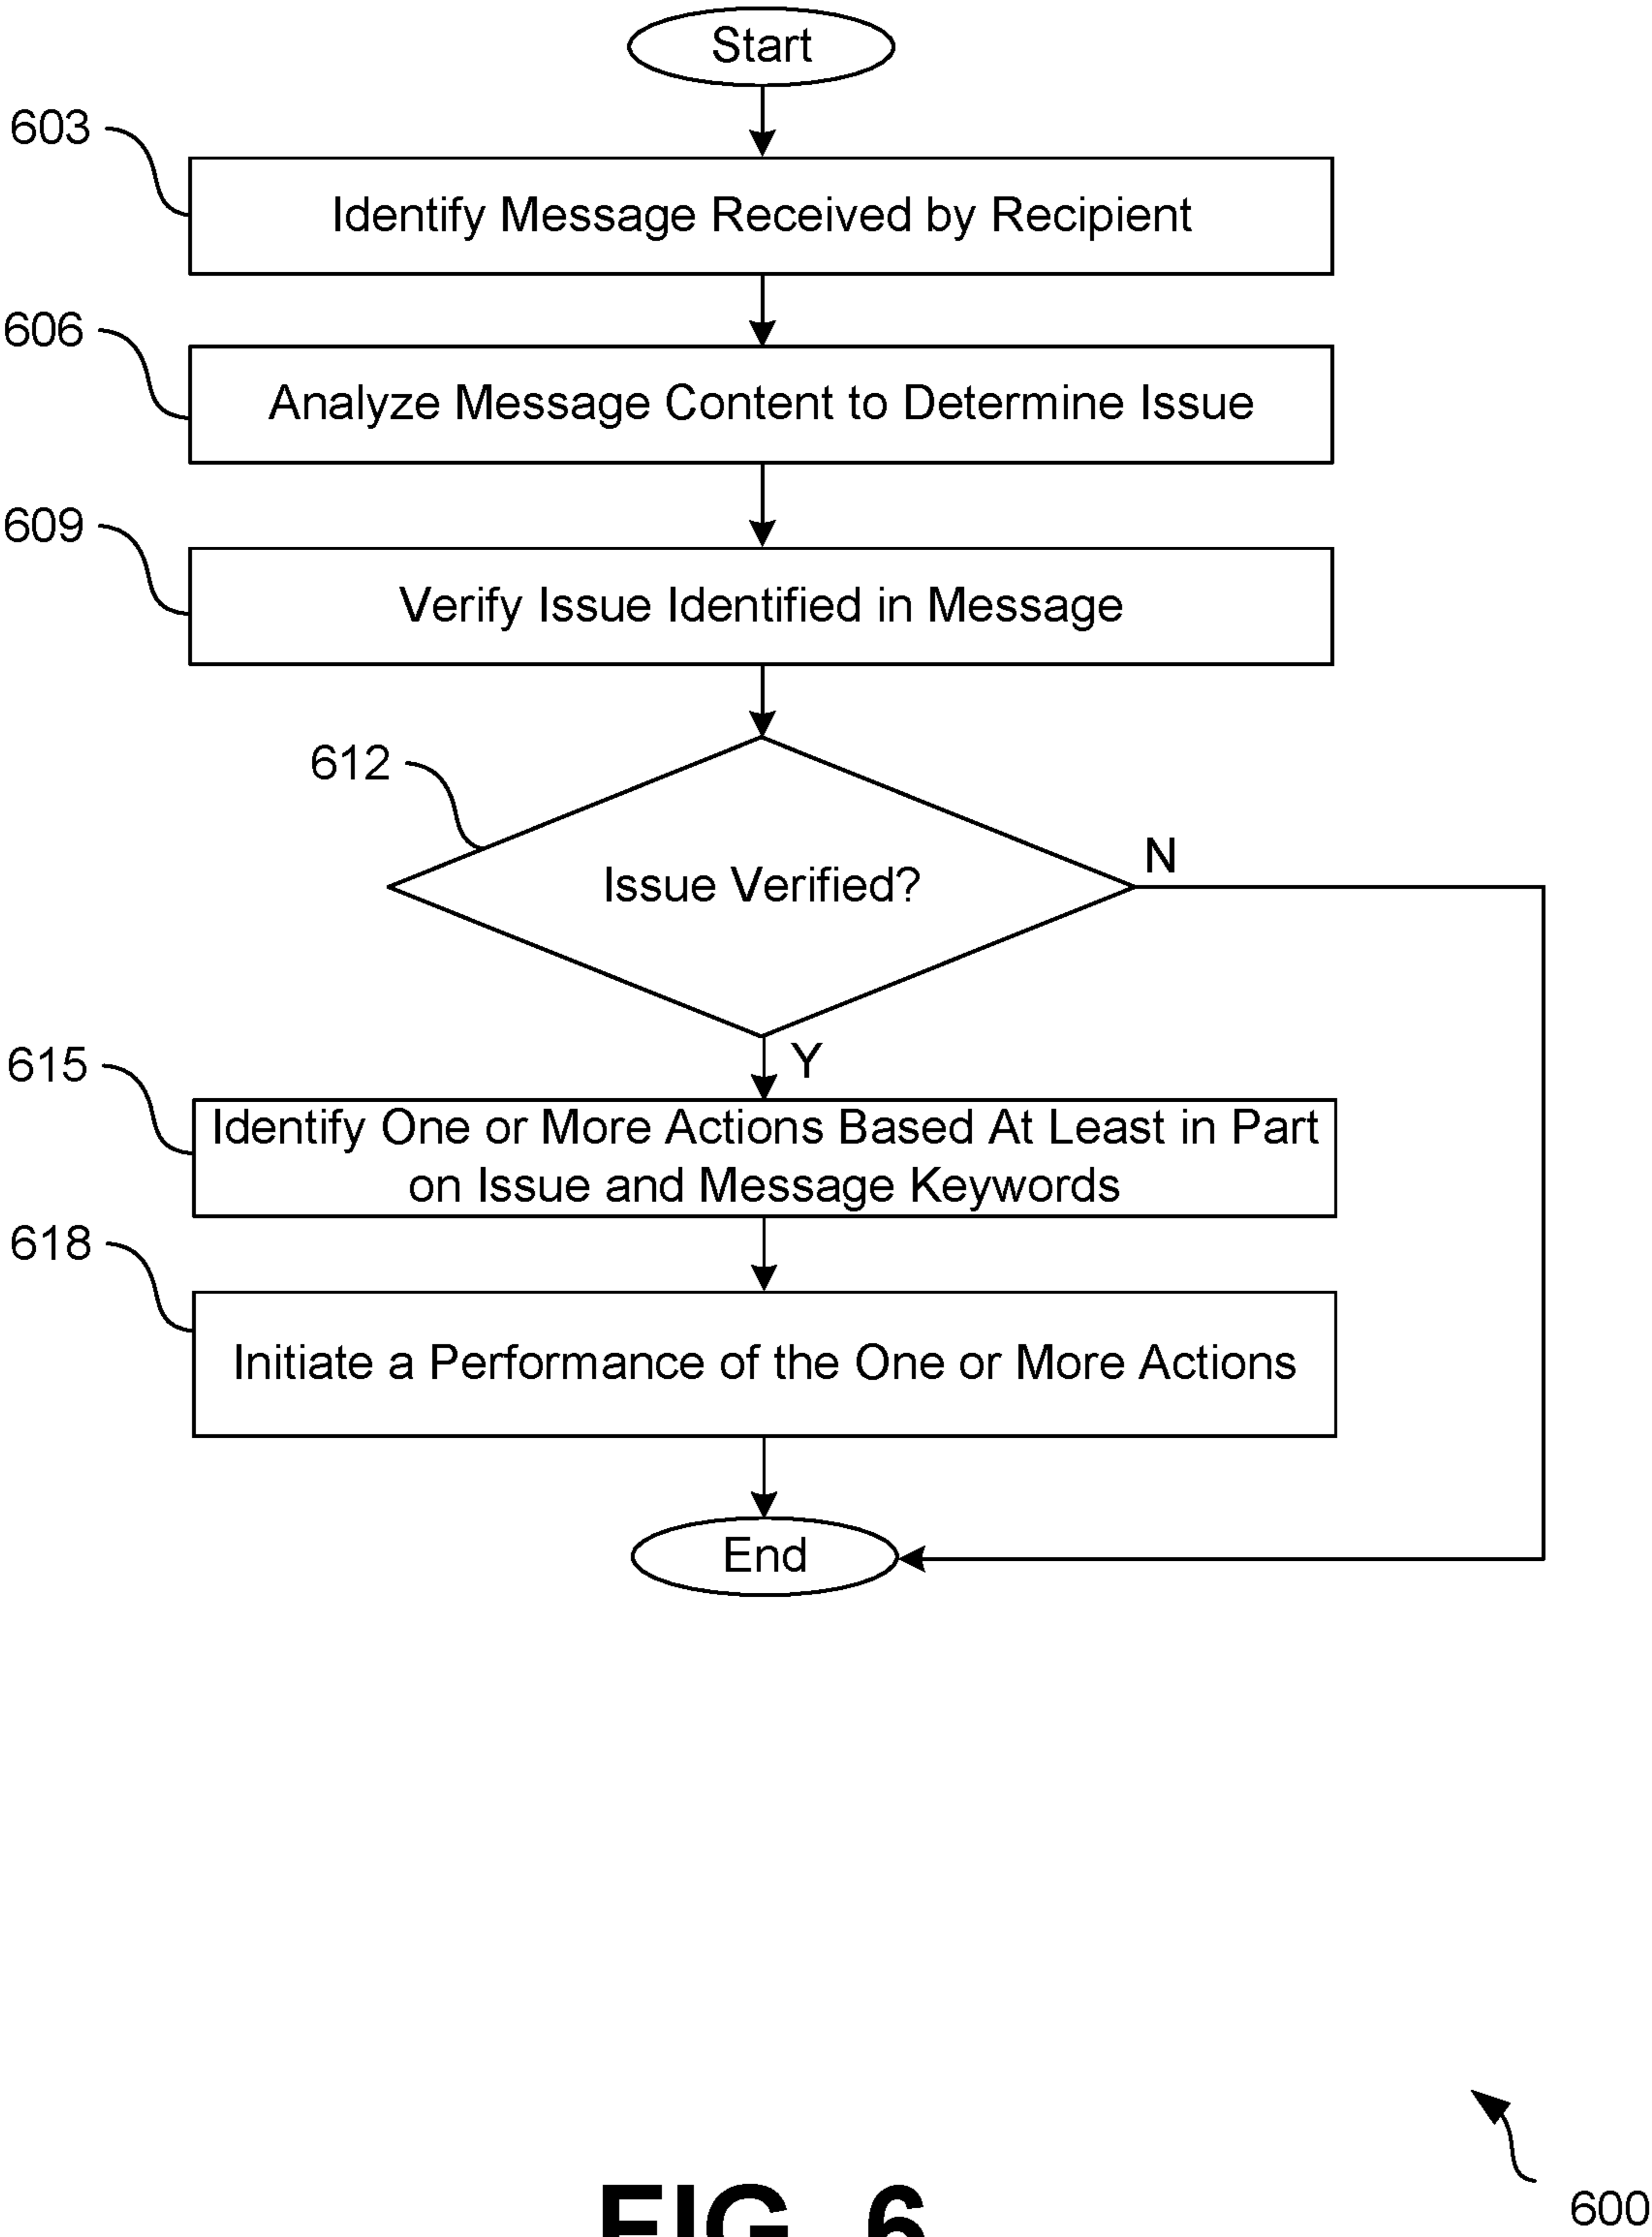 Start
603
Identify Message Received by Recipient
606
Analyze Message Content to Determine Issue
609
Verify Issue Identified in Message
612
Issue Verified?
N
Y
615
Identify One or More Actions Based At Least in Part
on Issue and Message Keywords
618
Initiate a Performance of the One or More Actions
End
600
FIG. 6